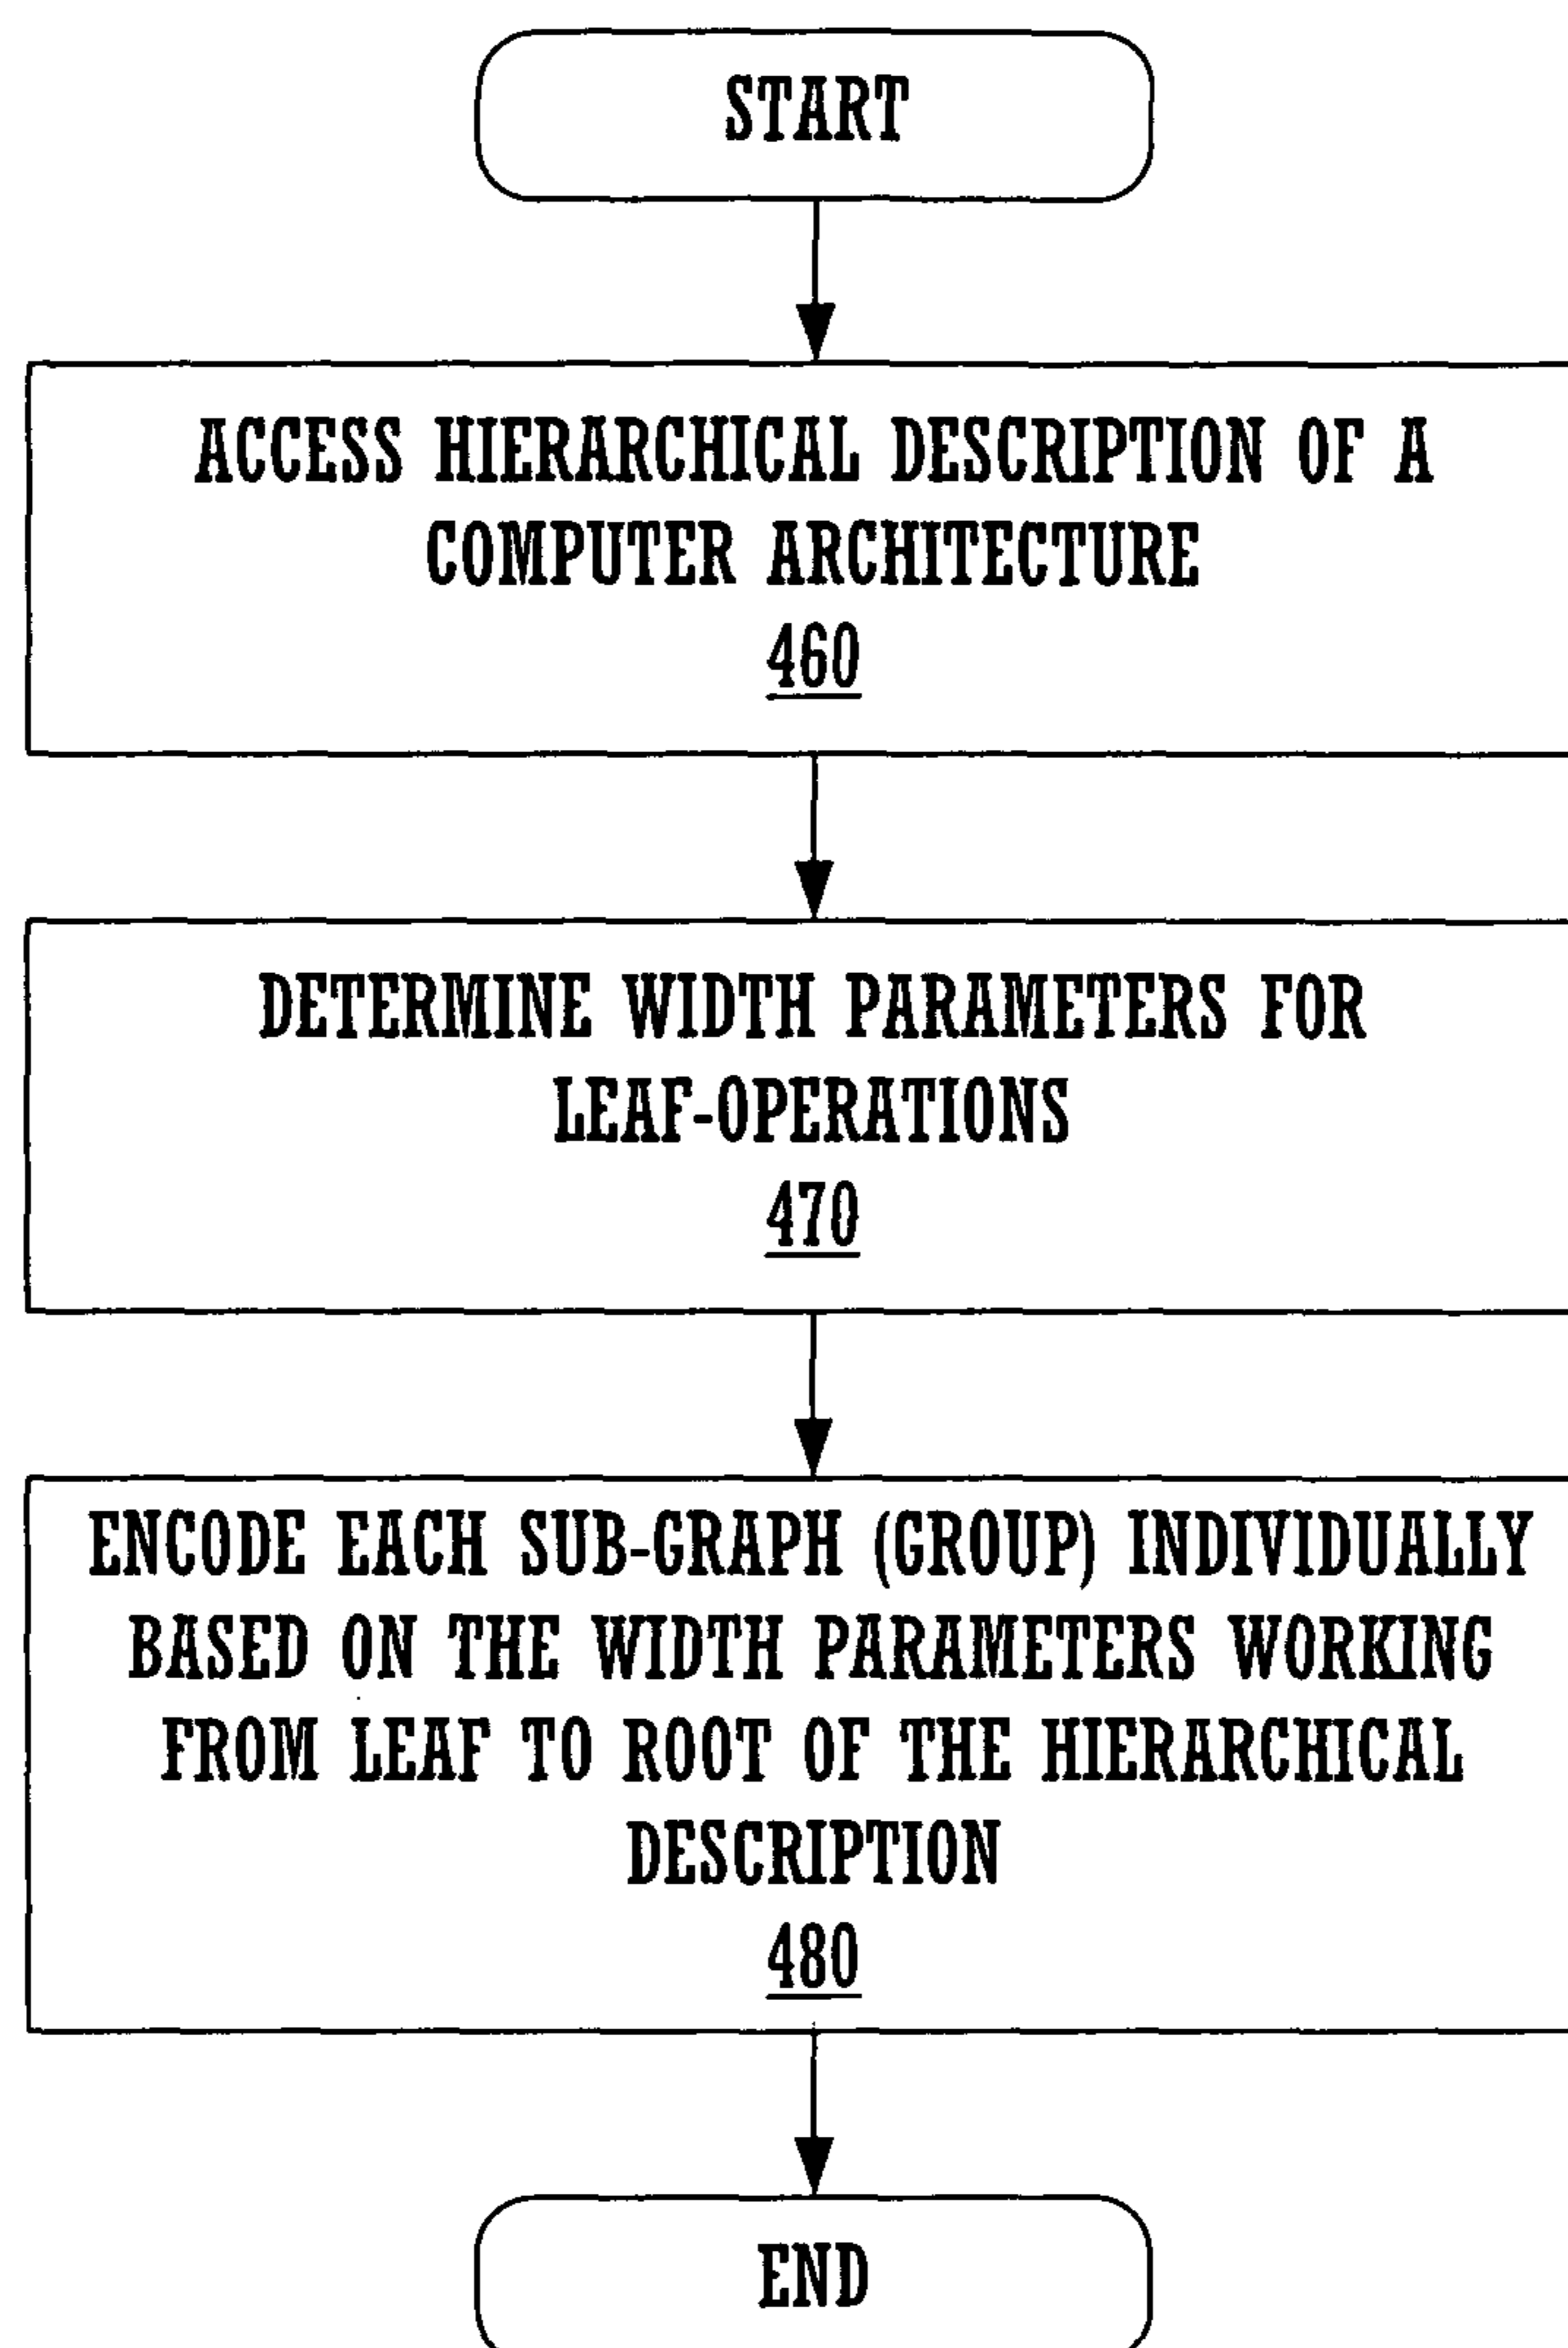 START
ACCESS HIERARCHICAL DESCRIPTION OF A
COMPUTER ARCHITECTURE
460
DETERMINE WIDTH PARAMETERS FOR
LEAF-OPERATIONS
470
ENCODE EACH SUB-GRAPH (GROUP) INDIVIDUALLY
BASED ON THE WIDTH PARAMETERS WORKING
FROM LEAF TO ROOT OF THE HIERARCHICAL
DESCRIPTION
480
END